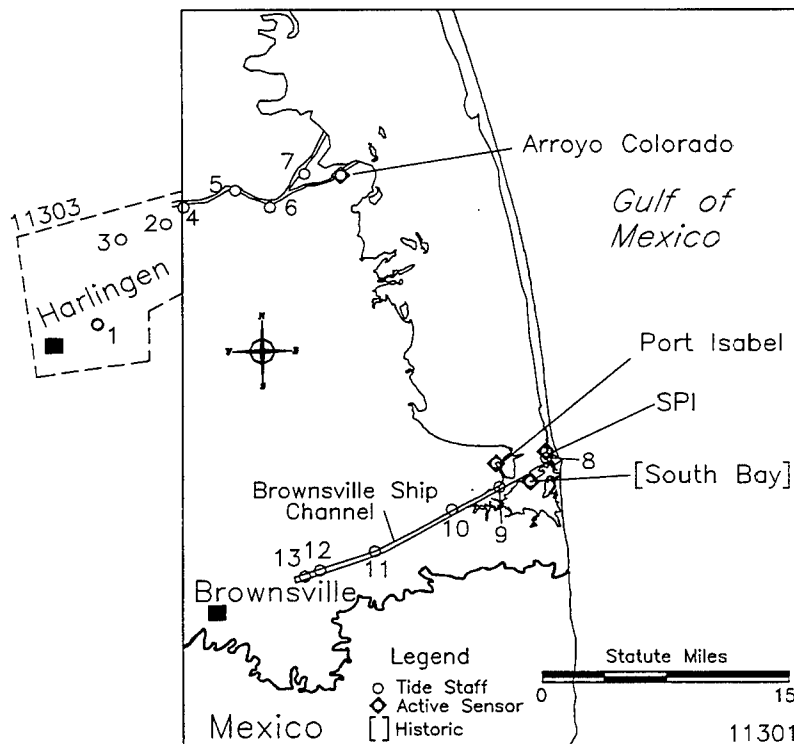 Arroyo Colorado
7
5
11303
2
4
6
3
Gulf of
Mexico
Harlingen
1
N
E
S
Port Isabel
SPI
8
[South Bay]
Brownsville Ship
Channel
10
9
13
12
11
Brownsville
Legend
Tide Staff
Active Sensor
[ ] Historic
Statute Miles
0
15
Mexico
11301